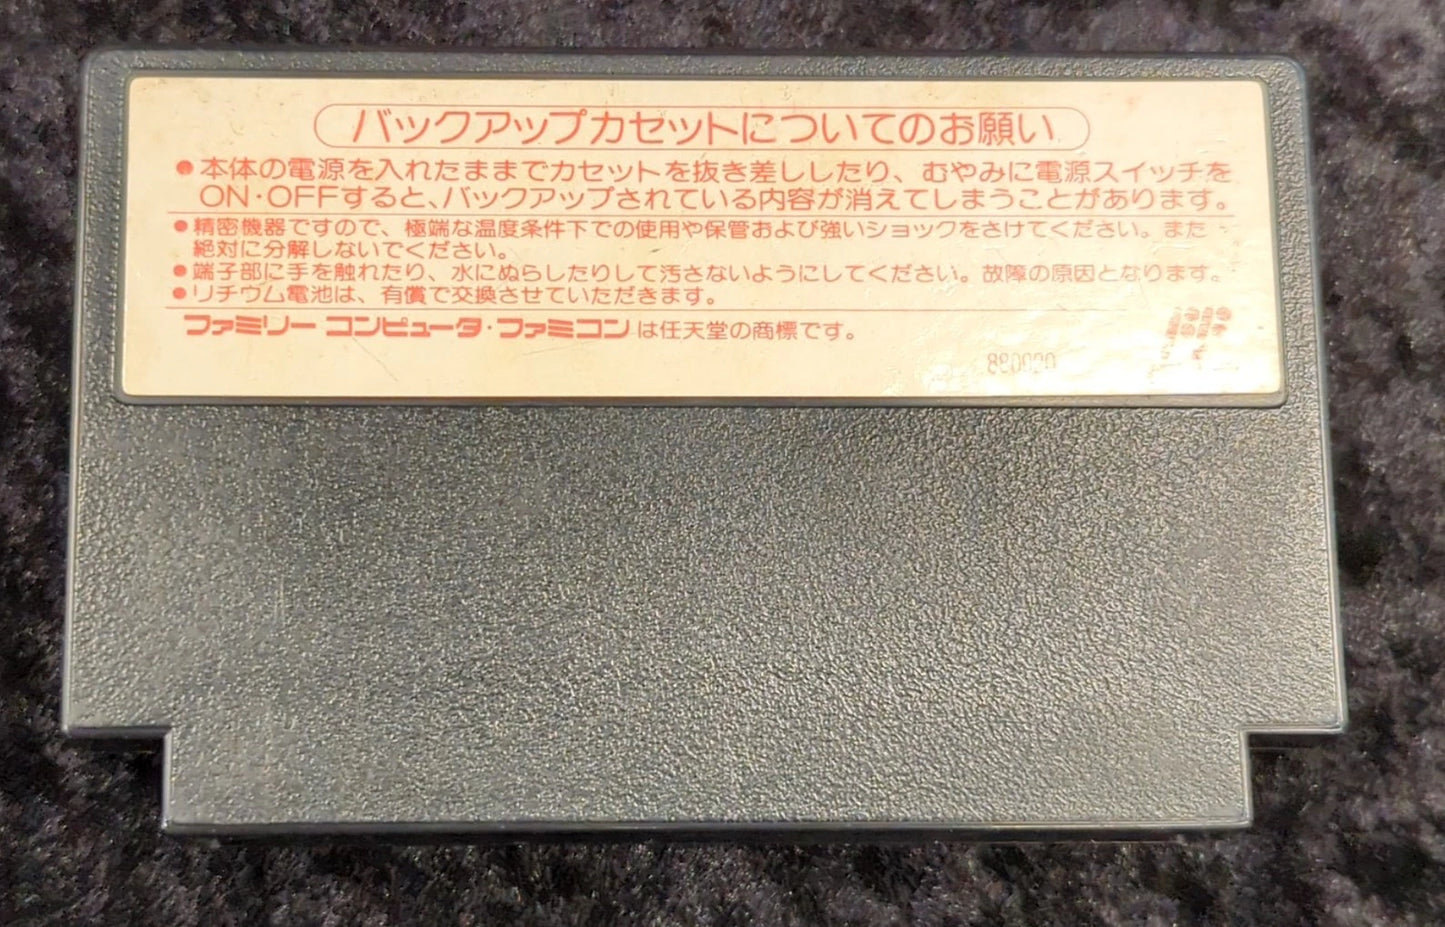 バックアップカセットについてのお願い
●本体の電源を入れたままでカセットを抜き差ししたり、むやみに電源スイッチを
ON・OFFすると、バックアップされている内容が消えてしまうことがあります。
●精密機器ですので、極端な温度条件下での使用や保管および強いショックをさけてください。また
絶対に分解しないでください。
●端子部に手を触れたり、水にぬらしたりして汚さないようにしてください。故障の原因となります。
●リチウム電池は、有償で交換させていただきます。
ファミリー コンピュータ・ファミコンは任天堂の商標です。